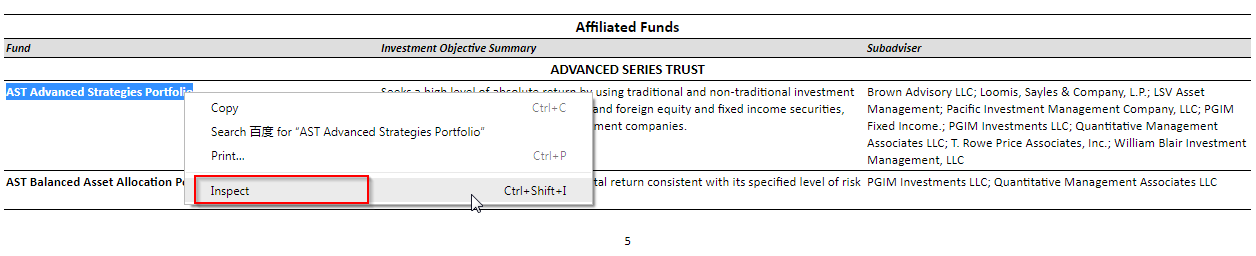 Affiliated Funds
Fund Investment Objective Summary Subadviser
ADVANCED SERIES TRUST
AST Advanced Strategies Portfolio Seeks a high level of absolute return by using traditional and non-traditional investment Brown Advisory LLC; Loomis, Sayles & Company, L.P.; LSV Asset
and foreign equity and fixed income securities, Management; Pacific Investment Management Company, LLC; PGIM
ment companies. Fixed Income.; PGIM Investments LLC; Quantitative Management
Associates LLC; T. Rowe Price Associates, Inc.; William Blair Investment
Management, LLC
Copy Ctrl+C
Search 百度 for “AST Advanced Strategies Portfolio”
Print... Ctrl+P
Inspect Ctrl+Shift+I
AST Balanced Asset Allocation Po tal return consistent with its specified level of risk PGIM Investments LLC; Quantitative Management Associates LLC
5